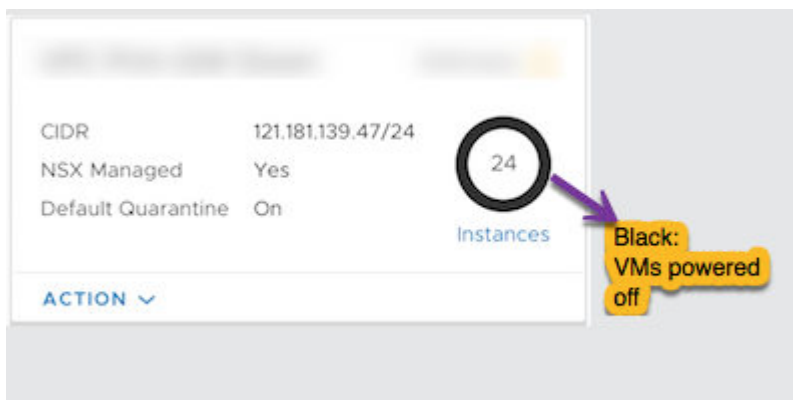 CIDR 121.181.139.47/24
NSX Managed Yes
24
Default Quarantine On
Instances
Black:
VMs powered
off
ACTION